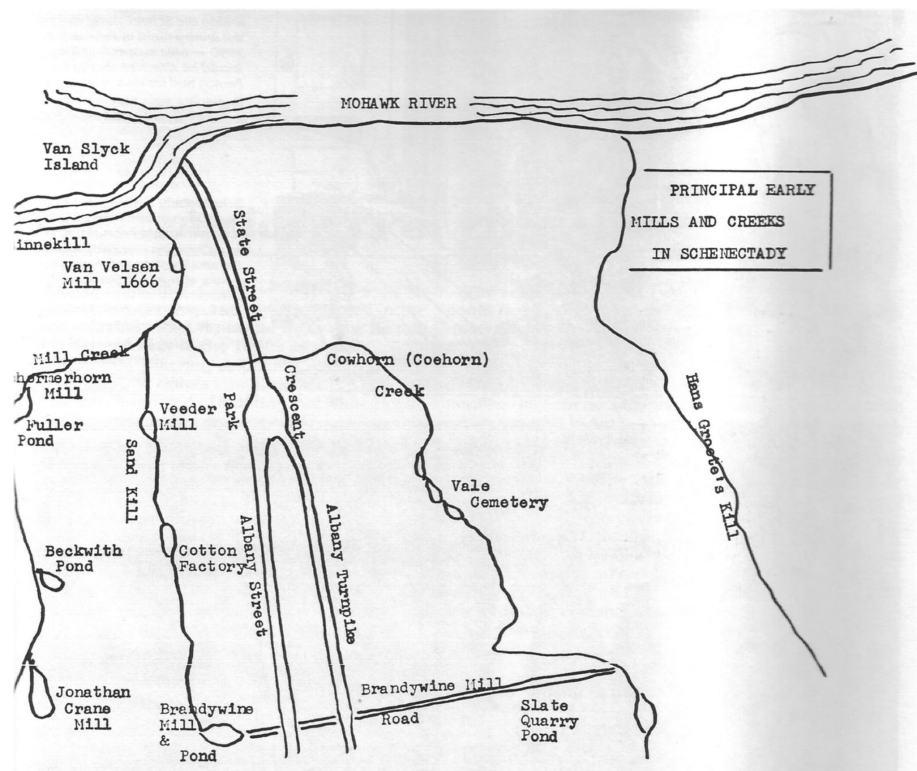 MOHAWK RIVER
Van Slyck
Island
PRINCIPAL EARLY
MILLS AND CREEKS
IN SCHENECTADY
State Street
innekill
Van Velsen
Mill 1666
Mill Creek
hermerhorn
Mill
Cowhorn (Coehorn)
Creek
Crescent
Park
Hans Groote's Kill
Fuller
Pond
Veeder
Mill
Sand Kill
Vale
Cemetery
Albany Street
Albany Turnpike
Beckwith
Pond
Cotton
Factory
Jonathan
Crane
Mill
Brandywine
Mill
&
Pond
Brandywine Mill
Road
Slate
Quarry
Pond